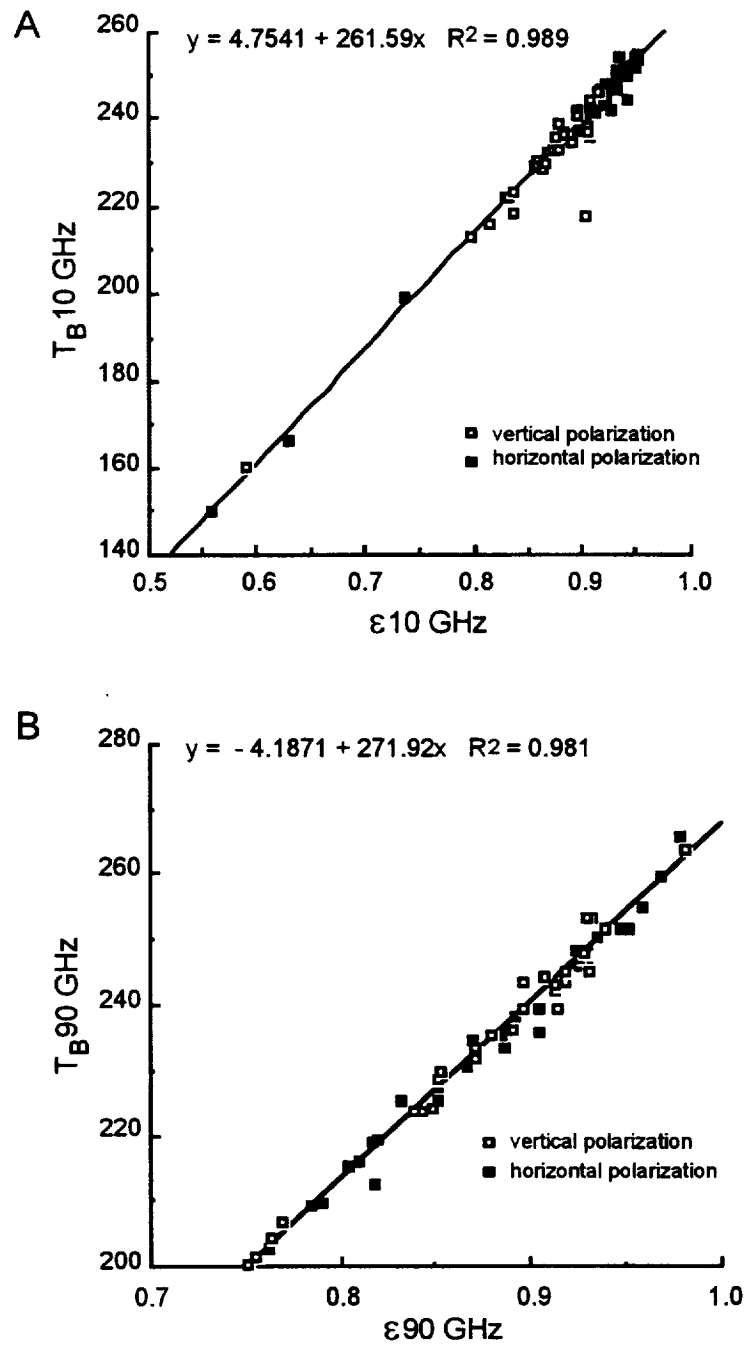 A
y = 4.7541 + 261.59x R2 = 0.989
260
240
220
200
180
160
140
TB10 GHz
vertical polarization
horizontal polarization
0.5 0.6 0.7 0.8 0.9 1.0
ε10 GHz
B
y = - 4.1871 + 271.92x R2 = 0.981
280
260
240
220
200
TB90 GHz
vertical polarization
horizontal polarization
0.7 0.8 0.9 1.0
ε90 GHz